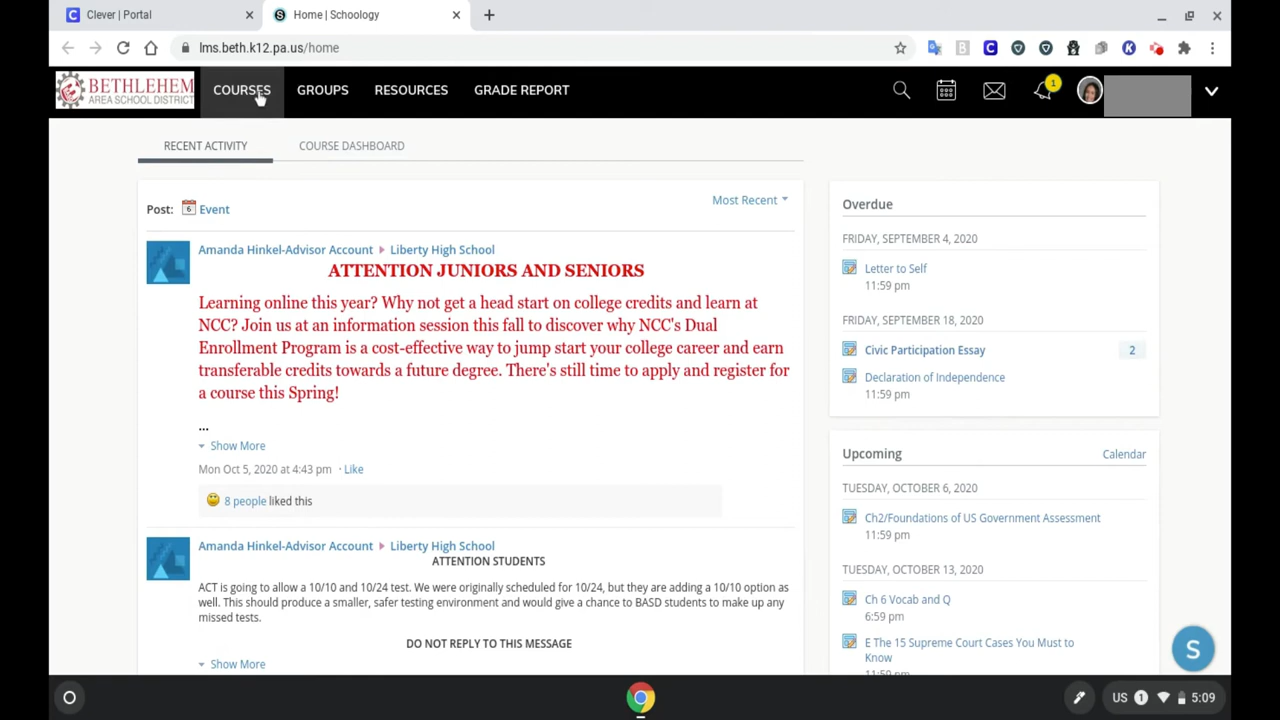 Clever | Portal
Home | Schoology
lms.beth.k12.pa.us/home
BETHLEHEM
AREA SCHOOL DISTRICT
COURSES
GROUPS
RESOURCES
GRADE REPORT
1
RECENT ACTIVITY
COURSE DASHBOARD
Post: 6 Event
Most Recent
Amanda Hinkel-Advisor Account Liberty High School
ATTENTION JUNIORS AND SENIORS
Learning online this year? Why not get a head start on college credits and learn at
NCC? Join us at an information session this fall to discover why NCC's Dual
Enrollment Program is a cost-effective way to jump start your college career and earn
transferable credits towards a future degree. There's still time to apply and register for
a course this Spring!
...
Show More
Mon Oct 5, 2020 at 4:43 pm · Like
8 people liked this
Amanda Hinkel-Advisor Account Liberty High School
ATTENTION STUDENTS
ACT is going to allow a 10/10 and 10/24 test. We were originally scheduled for 10/24, but they are adding a 10/10 option as
well. This should produce a smaller, safer testing environment and would give a chance to BASD students to make up any
missed tests.
DO NOT REPLY TO THIS MESSAGE
Show More
Overdue
FRIDAY, SEPTEMBER 4, 2020
Letter to Self
11:59 pm
FRIDAY, SEPTEMBER 18, 2020
Civic Participation Essay 2
Declaration of Independence
11:59 pm
Upcoming
Calendar
TUESDAY, OCTOBER 6, 2020
Ch2/Foundations of US Government Assessment
11:59 pm
TUESDAY, OCTOBER 13, 2020
Ch 6 Vocab and Q
6:59 pm
E The 15 Supreme Court Cases You Must to
Know
11:59 pm
S
US 1 5:09